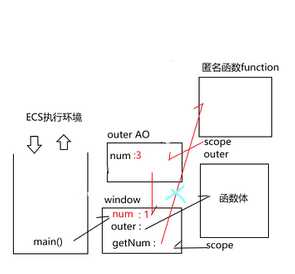 匿名函数function
ECS执行环境
outer AO
num :3
scope
outer
window
num : 1
outer :
getNum :
函数体
main()
scope